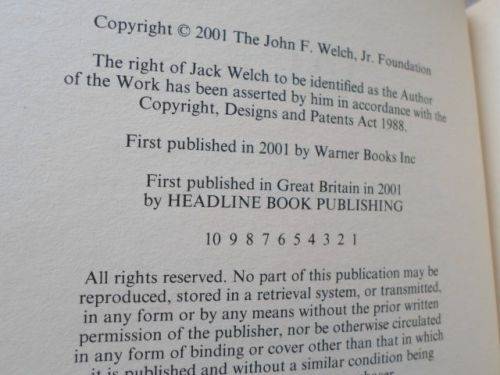 Copyright © 2001 The John F. Welch, Jr. Foundation
The right of Jack Welch to be identified as the Author
of the Work has been asserted by him in accordance with the
Copyright, Designs and Patents Act 1988.
First published in 2001 by Warner Books Inc
First published in Great Britain in 2001
by HEADLINE BOOK PUBLISHING
10 9 8 7 6 5 4 3 2 1
All rights reserved. No part of this publication may be
reproduced, stored in a retrieval system, or transmitted,
in any form or by any means without the prior written
permission of the publisher, nor be otherwise circulated
in any form of binding or cover other than that in which
it is published and without a similar condition being